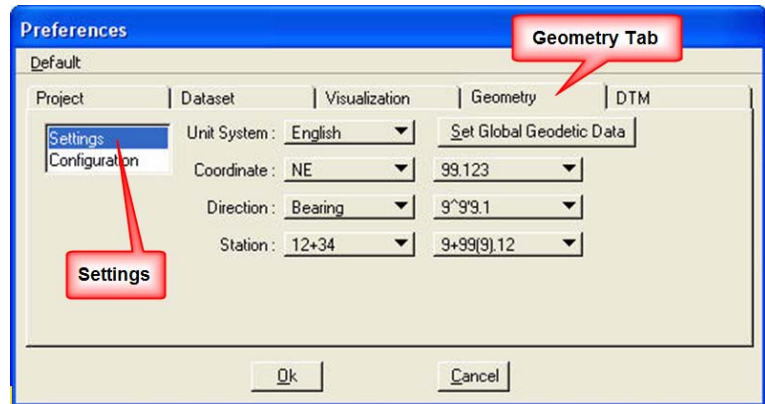 Preferences
Geometry Tab
Default
Project Dataset Visualization Geometry DTM
Settings Unit System : English Set Global Geodetic Data
Configuration Coordinate : NE 99.123
Direction : Bearing 9^9'9.1
Station : 12+34 9+99(9).12
Settings
Ok Cancel